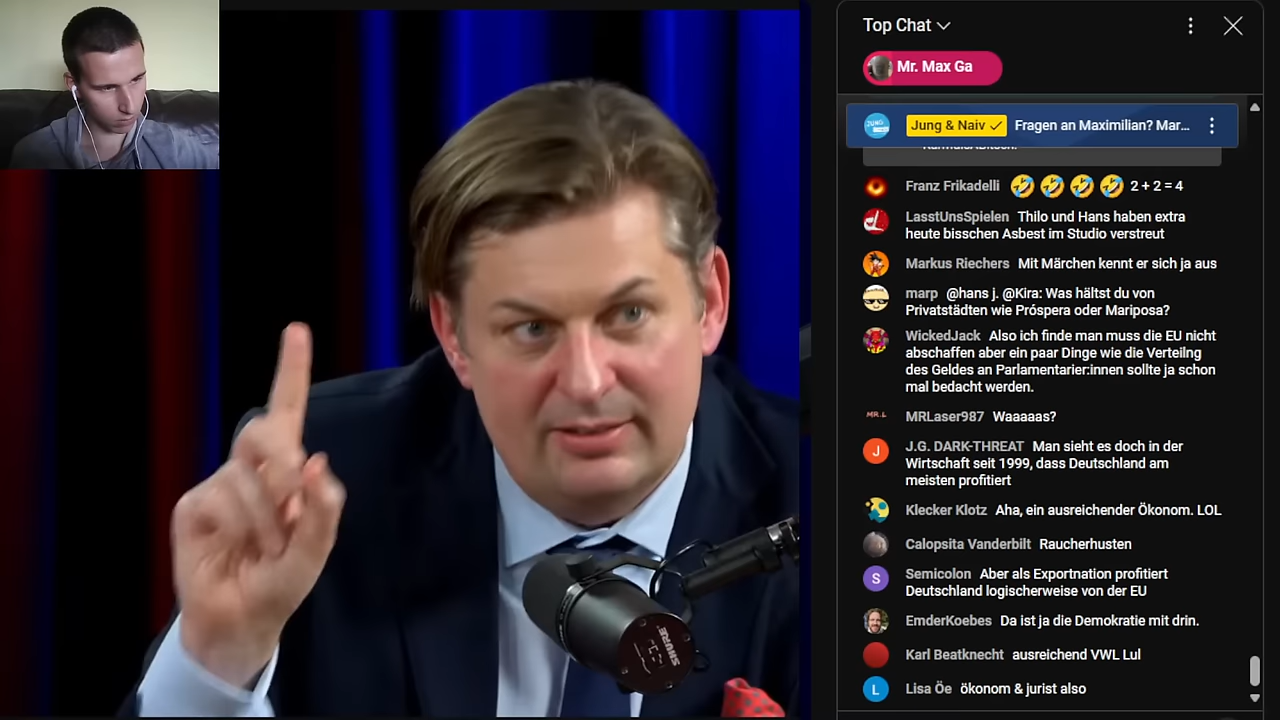 Top Chat
Mr. Max Ga
Jung & Naiv Fragen an Maximilian? Mar...
Franz Frikadelli 🤣🤣🤣🤣 2 + 2 = 4
LasstUnsSpielen Thilo und Hans haben extra
heute bisschen Asbest im Studio verstreut
Markus Riechers Mit Märchen kennt er sich ja aus
marp @hans j. @Kira: Was hältst du von
Privatstädten wie Próspera oder Mariposa?
WickedJack Also ich finde man muss die EU nicht
abschaffen aber ein paar Dinge wie die Verteilng
des Geldes an Parlamentarier:innen sollte ja schon
mal bedacht werden.
MR.L
MRLaser987 Waaaaas?
J
J.G. DARK-THREAT Man sieht es doch in der
Wirtschaft seit 1999, dass Deutschland am
meisten profitiert
Klecker Klotz Aha, ein ausreichender Ökonom. LOL
Calopsita Vanderbilt Raucherhusten
S
Semicolon Aber als Exportnation profitiert
Deutschland logischerweise von der EU
EmderKoebes Da ist ja die Demokratie mit drin.
Karl Beatknecht ausreichend VWL Lul
L
Lisa Öe ökonom & jurist also
SHURE